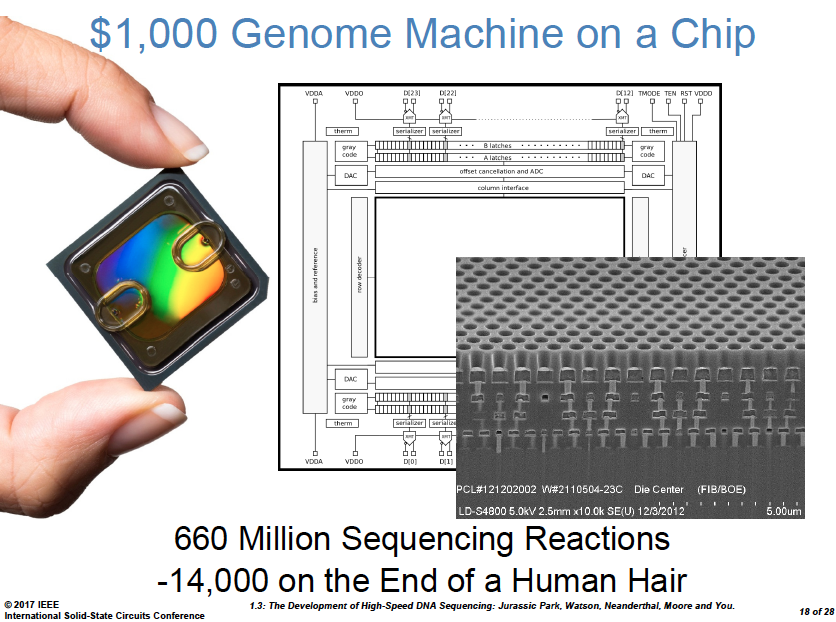 $1,000 Genome Machine on a Chip
VDDA VDDO D[23] D[22] D[12] TMODE TEN RST VDDD
XMT XMT XMT
therm serializer serializer serializer therm
gray code B latches gray code
A latches
DAC offset cancellation and ADC DAC
column interface
bias and reference
row decoder
DAC
gray code
therm serializer
XMT XMT
VDDA VDDO D[0] D[1]
PCL#121202002 W#2110504-23C Die Center (FIB/BOE)
LD-S4800 5.0kV 2.5mm x10.0k SE(U) 12/3/2012 5.00um
660 Million Sequencing Reactions
-14,000 on the End of a Human Hair
© 2017 IEEE
International Solid-State Circuits Conference
1.3: The Development of High-Speed DNA Sequencing: Jurassic Park, Watson, Neanderthal, Moore and You.
18 of 28